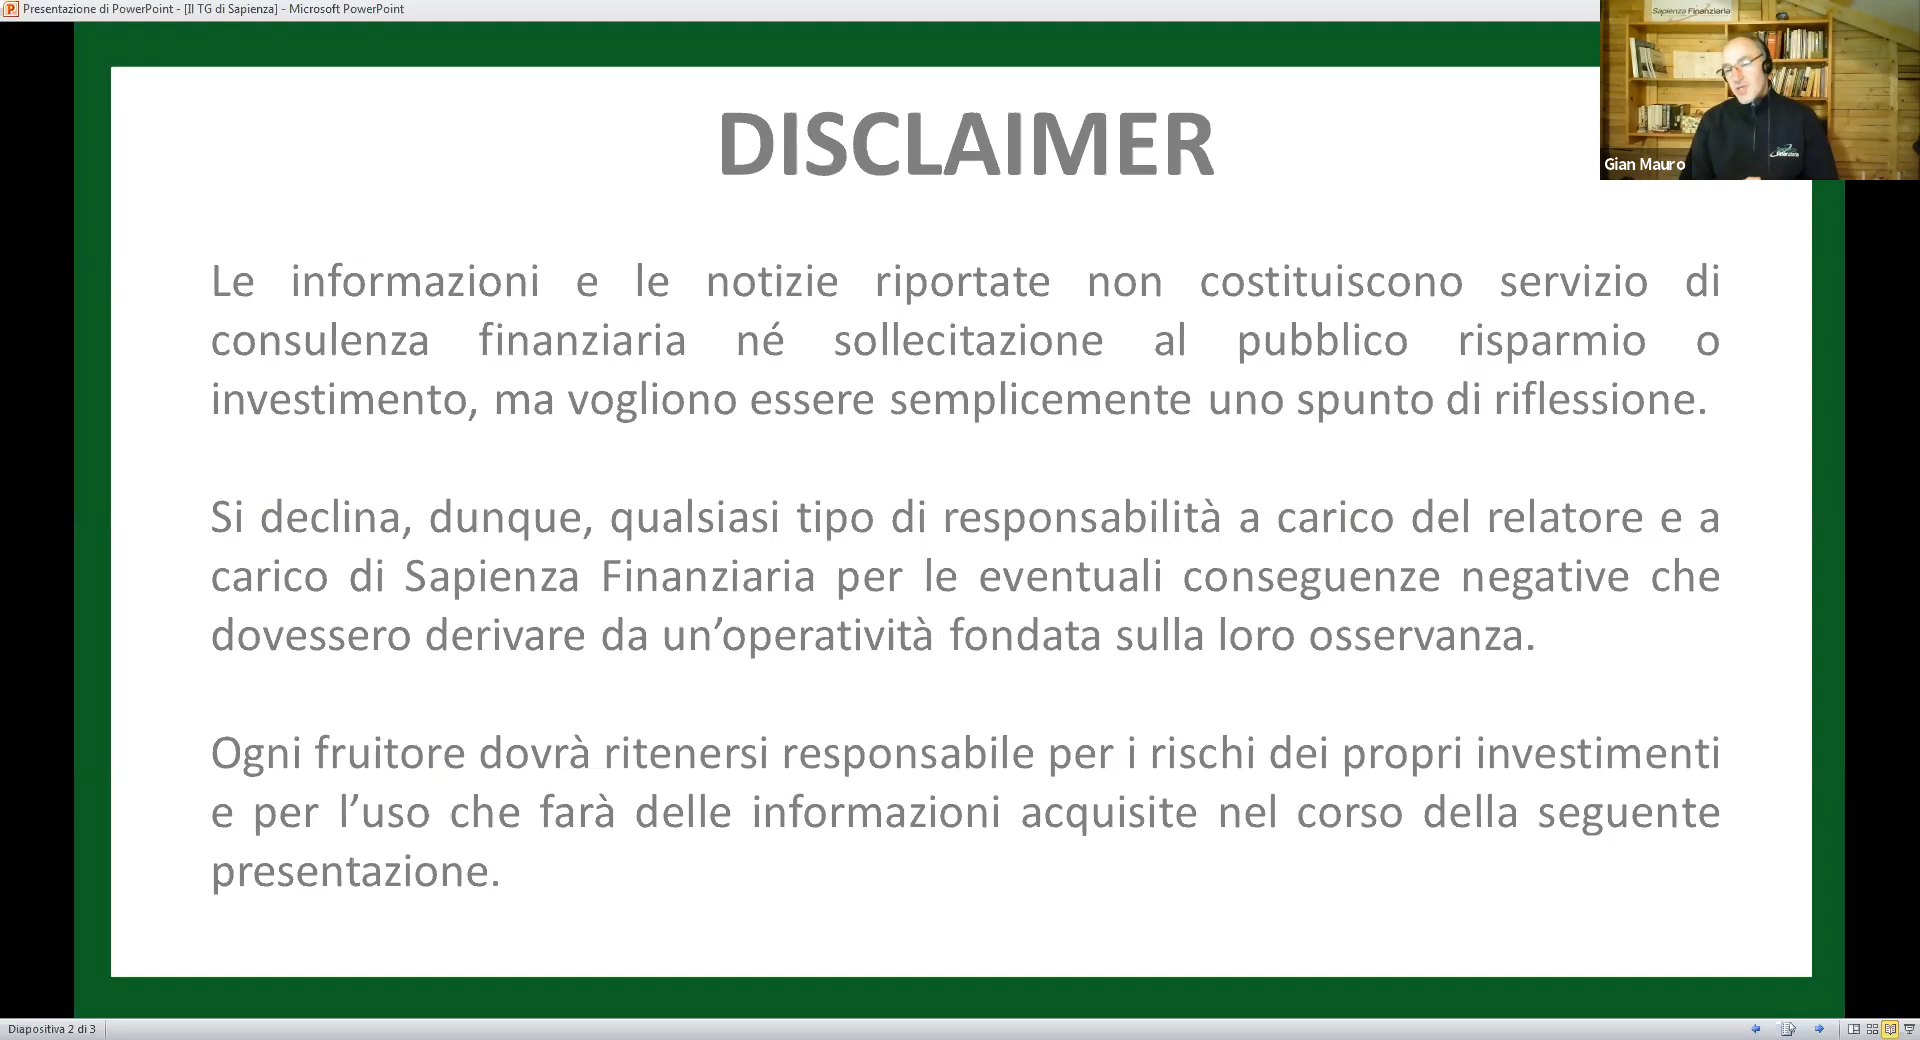 Presentazione di PowerPoint - [Il TG di Sapienza] - Microsoft PowerPoint
Sapienza Finanziaria
Gian Mauro
DISCLAIMER
Le informazioni e le notizie riportate non costituiscono servizio di
consulenza finanziaria né sollecitazione al pubblico risparmio o
investimento, ma vogliono essere semplicemente uno spunto di riflessione.
Si declina, dunque, qualsiasi tipo di responsabilità a carico del relatore e a
carico di Sapienza Finanziaria per le eventuali conseguenze negative che
dovessero derivare da un’operatività fondata sulla loro osservanza.
Ogni fruitore dovrà ritenersi responsabile per i rischi dei propri investimenti
e per l’uso che farà delle informazioni acquisite nel corso della seguente
presentazione.
Diapositiva 2 di 3